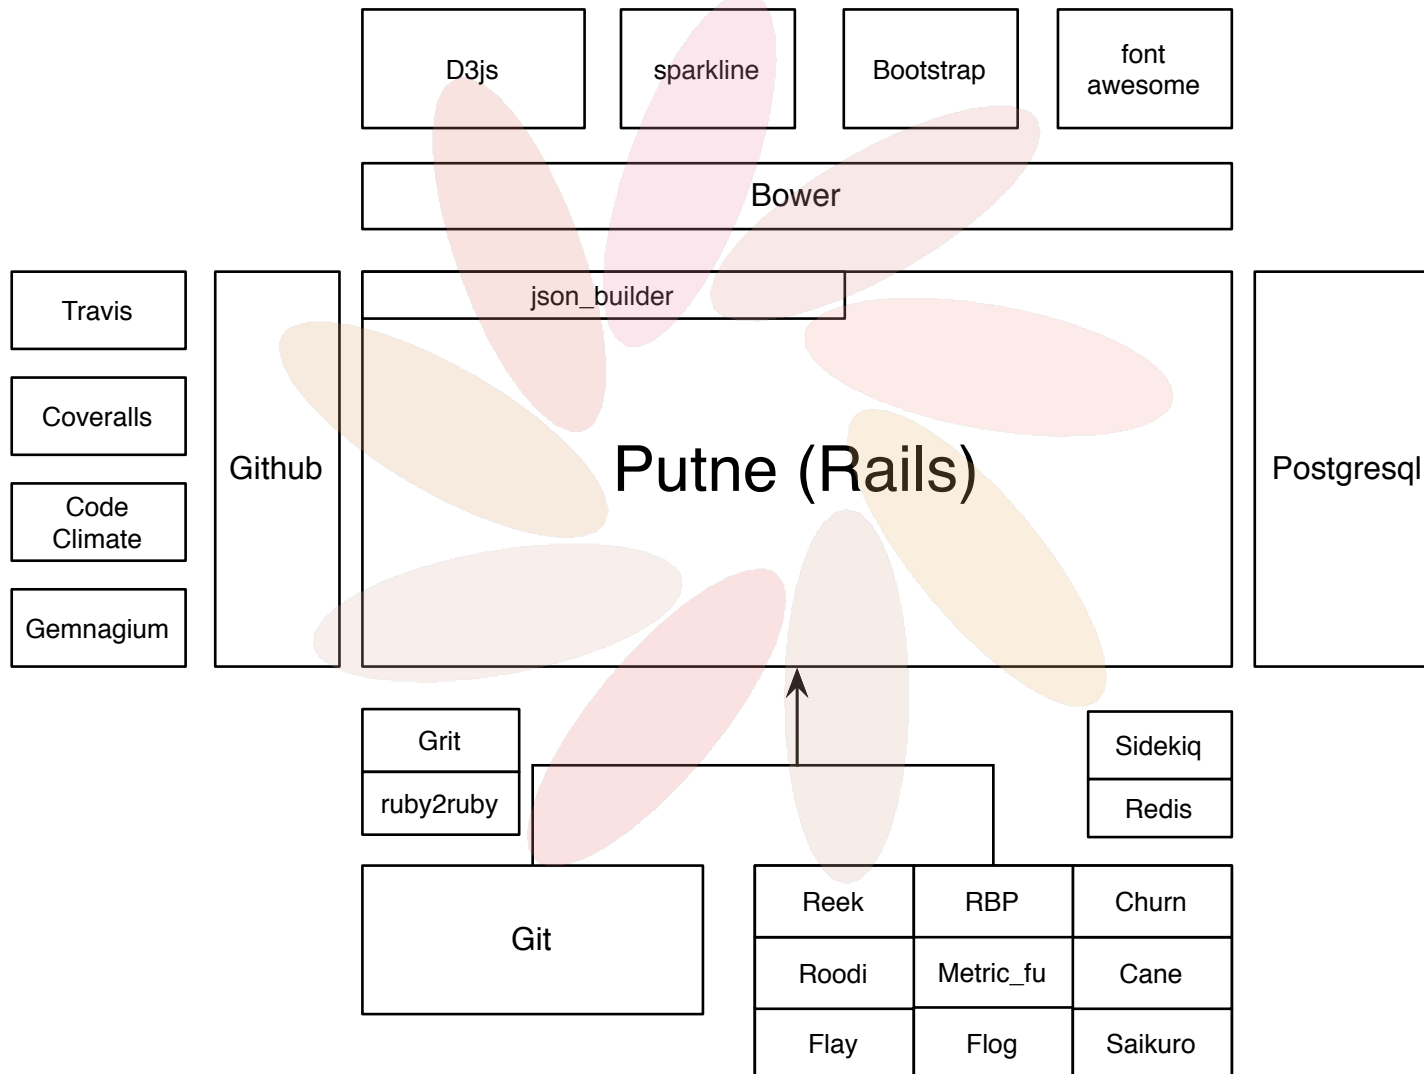 D3js
sparkline
Bootstrap
font
awesome
Bower
json_builder
Travis
Coveralls
Code
Climate
Gemnagium
Github
Putne (Rails)
Postgresql
Grit
ruby2ruby
Sidekiq
Redis
Git
Reek
RBP
Churn
Roodi
Metric_fu
Cane
Flay
Flog
Saikuro